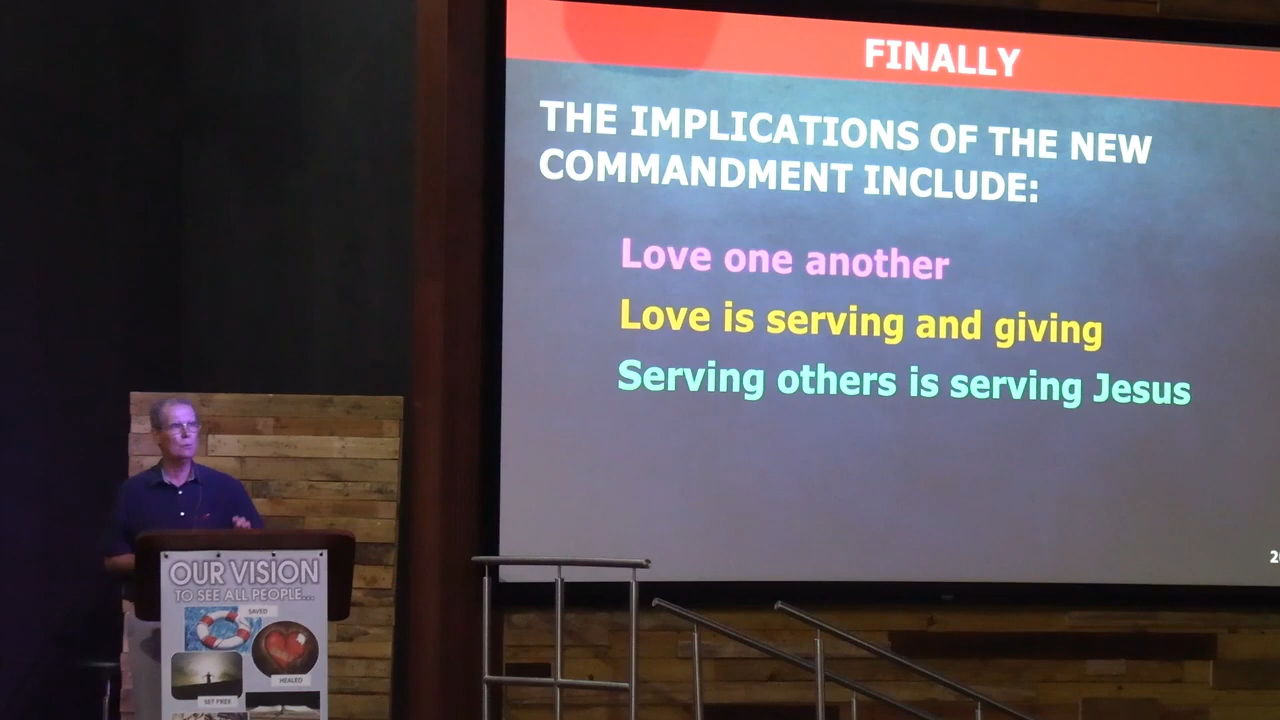 FINALLY
THE IMPLICATIONS OF THE NEW
COMMANDMENT INCLUDE:
Love one another
Love is serving and giving
Serving others is serving Jesus
OUR VISION
TO SEE ALL PEOPLE...
SAVED
HEALED
SET FREE